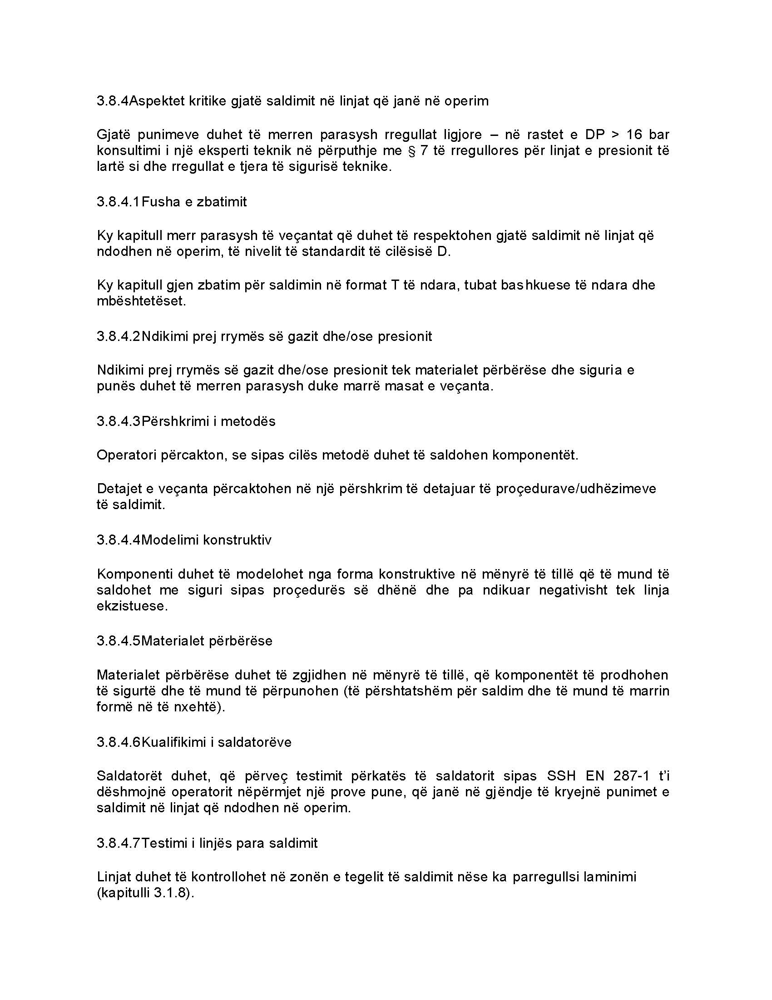 3.8.4Aspektet kritike gjatë saldimit në linjat që janë në operim
Gjatë punimeve duhet të merren parasysh rregullat ligjore – në rastet e DP > 16 bar
konsultimi i një eksperti teknik në përputhje me § 7 të rregullores për linjat e presionit të
lartë si dhe rregullat e tjera të sigurisë teknike.
3.8.4.1Fusha e zbatimit
Ky kapitull merr parasysh të veçantat që duhet të respektohen gjatë saldimit në linjat që
ndodhen në operim, të nivelit të standardit të cilësisë D.
Ky kapitull gjen zbatim për saldimin në format T të ndara, tubat bashkuese të ndara dhe
mbështetëset.
3.8.4.2Ndikimi prej rrymës së gazit dhe/ose presionit
Ndikimi prej rrymës së gazit dhe/ose presionit tek materialet përbërëse dhe siguria e
punës duhet të merren parasysh duke marrë masat e veçanta.
3.8.4.3Përshkrimi i metodës
Operatori përcakton, se sipas cilës metodë duhet të saldohen komponentët.
Detajet e veçanta përcaktohen në një përshkrim të detajuar të proçedurave/udhëzimeve
të saldimit.
3.8.4.4Modelimi konstruktiv
Komponenti duhet të modelohet nga forma konstruktive në mënyrë të tillë që të mund të
saldohet me siguri sipas proçedurës së dhënë dhe pa ndikuar negativisht tek linja
ekzistuese.
3.8.4.5Materialet përbërëse
Materialet përbërëse duhet të zgjidhen në mënyrë të tillë, që komponentët të prodhohen
të sigurtë dhe të mund të përpunohen (të përshtatshëm për saldim dhe të mund të marrin
formë në të nxehtë).
3.8.4.6Kualifikimi i saldatorëve
Saldatorët duhet, që përveç testimit përkatës të saldatorit sipas SSH EN 287-1 t’i
dëshmojnë operatorit nëpërmjet një prove pune, që janë në gjëndje të kryejnë punimet e
saldimit në linjat që ndodhen në operim.
3.8.4.7Testimi i linjës para saldimit
Linjat duhet të kontrollohet në zonën e tegelit të saldimit nëse ka parregullsi laminimi
(kapitulli 3.1.8).